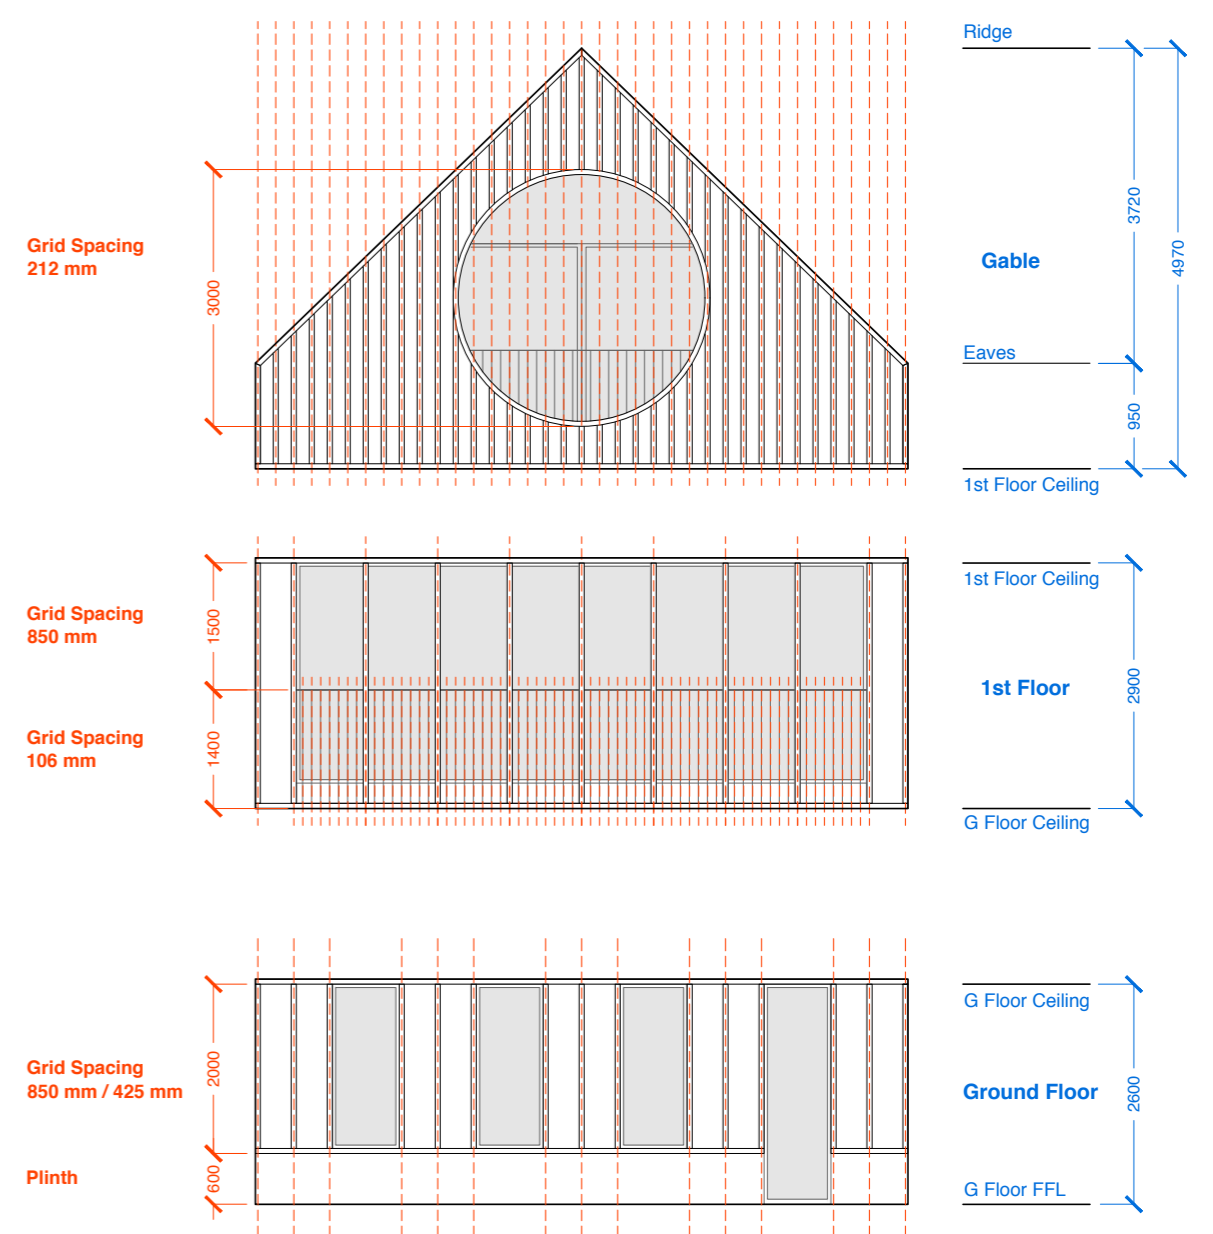 Ridge
Grid Spacing
212 mm
3000
3720
4970
Gable
Eaves
950
1st Floor Ceiling
1st Floor Ceiling
Grid Spacing
850 mm
1500
2900
1st Floor
Grid Spacing
106 mm
1400
G Floor Ceiling
G Floor Ceiling
Grid Spacing
850 mm / 425 mm
2000
2600
Ground Floor
Plinth
600
G Floor FFL